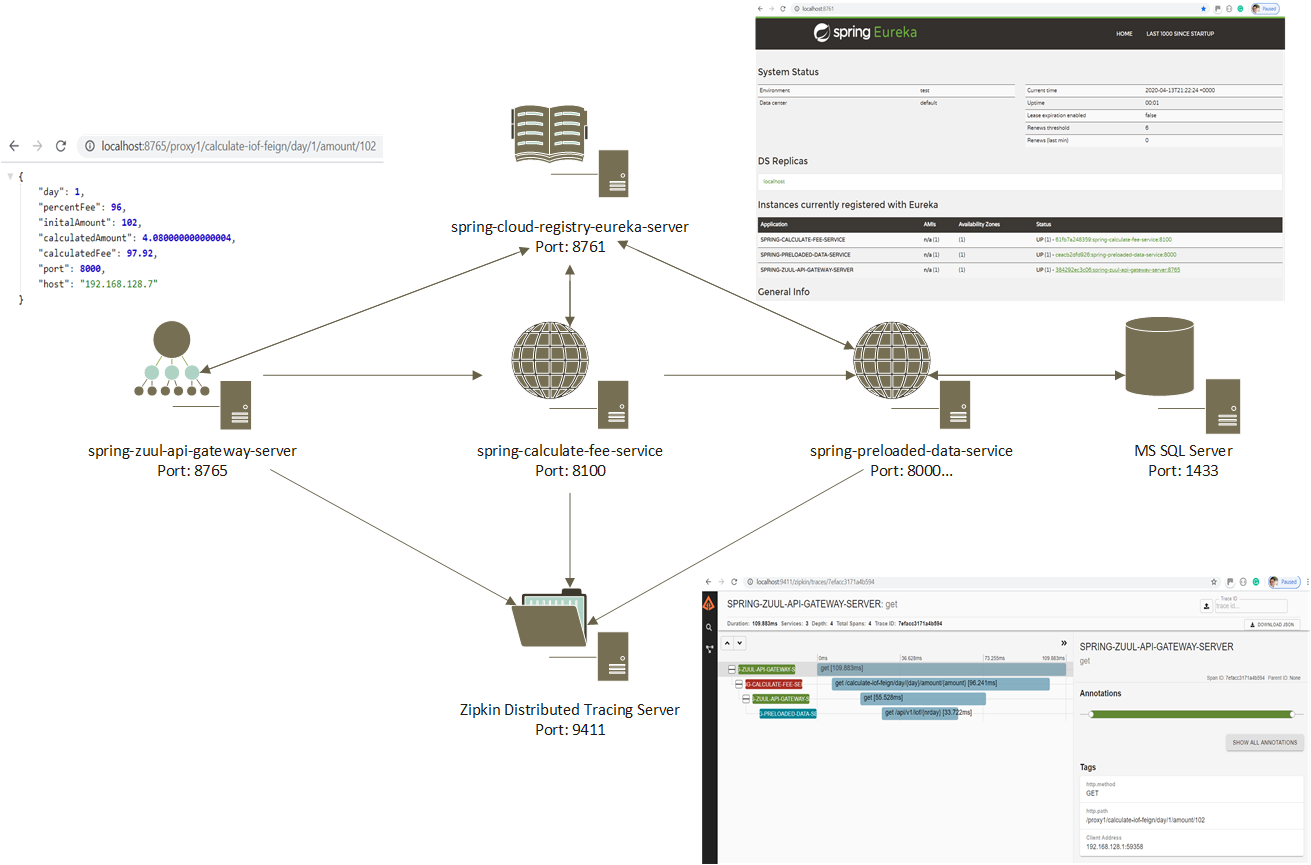 localhost:8761
Paused
spring Eureka
HOME LAST 1000 SINCE STARTUP
System Status
Environment test
Data center default
Current time 2020-04-13T21:22:24 +0000
Uptime 00:01
Lease expiration enabled false
Renews threshold 6
Renews (last min) 0
DS Replicas
localhost
Instances currently registered with Eureka
Application AMIs Availability Zones Status
SPRING-CALCULATE-FEE-SERVICE n/a (1) (1) UP (1) - 61fb7a248359:spring-calculate-fee-service:8100
SPRING-PRELOADED-DATA-SERVICE n/a (1) (1) UP (1) - ceacb2dfd926:spring-preloaded-data-service:8000
SPRING-ZUUL-API-GATEWAY-SERVER n/a (1) (1) UP (1) - 384292ec3c06:spring-zuul-api-gateway-server:8765
General Info
localhost:8765/proxy1/calculate-iof-feign/day/1/amount/102
{
"day": 1,
"percentFee": 96,
"initalAmount": 102,
"calculatedAmount": 4.080000000000004,
"calculatedFee": 97.92,
"port": 8000,
"host": "192.168.128.7"
}
spring-cloud-registry-eureka-server
Port: 8761
spring-zuul-api-gateway-server
Port: 8765
spring-calculate-fee-service
Port: 8100
spring-preloaded-data-service
Port: 8000...
MS SQL Server
Port: 1433
Zipkin Distributed Tracing Server
Port: 9411
localhost:9411/zipkin/traces/7efacc3171a4b594
Paused
SPRING-ZUUL-API-GATEWAY-SERVER: get
Trace ID
trace id...
Duration: 109.883ms Services: 3 Depth: 4 Total Spans: 4 Trace ID: 7efacc3171a4b594
DOWNLOAD JSON
0ms 36.628ms 73.255ms 109.883ms
-ZUUL-API-GATEWAY-S get [109.883ms]
G-CALCULATE-FEE-SE get /calculate-iof-feign/day/{day}/amount/{amount} [96.241ms]
-ZUUL-API-GATEWAY-S get [55.528ms]
S-PRELOADED-DATA-SE get /api/v1/iof/{nrday} [33.722ms]
SPRING-ZUUL-API-GATEWAY-SERVER
get
Span ID: 7efacc3171a4b594 Parent ID: None
Annotations
SHOW ALL ANNOTATIONS
Tags
http.method
GET
http.path
/proxy1/calculate-iof-feign/day/1/amount/102
Client Address
192.168.128.1:59358